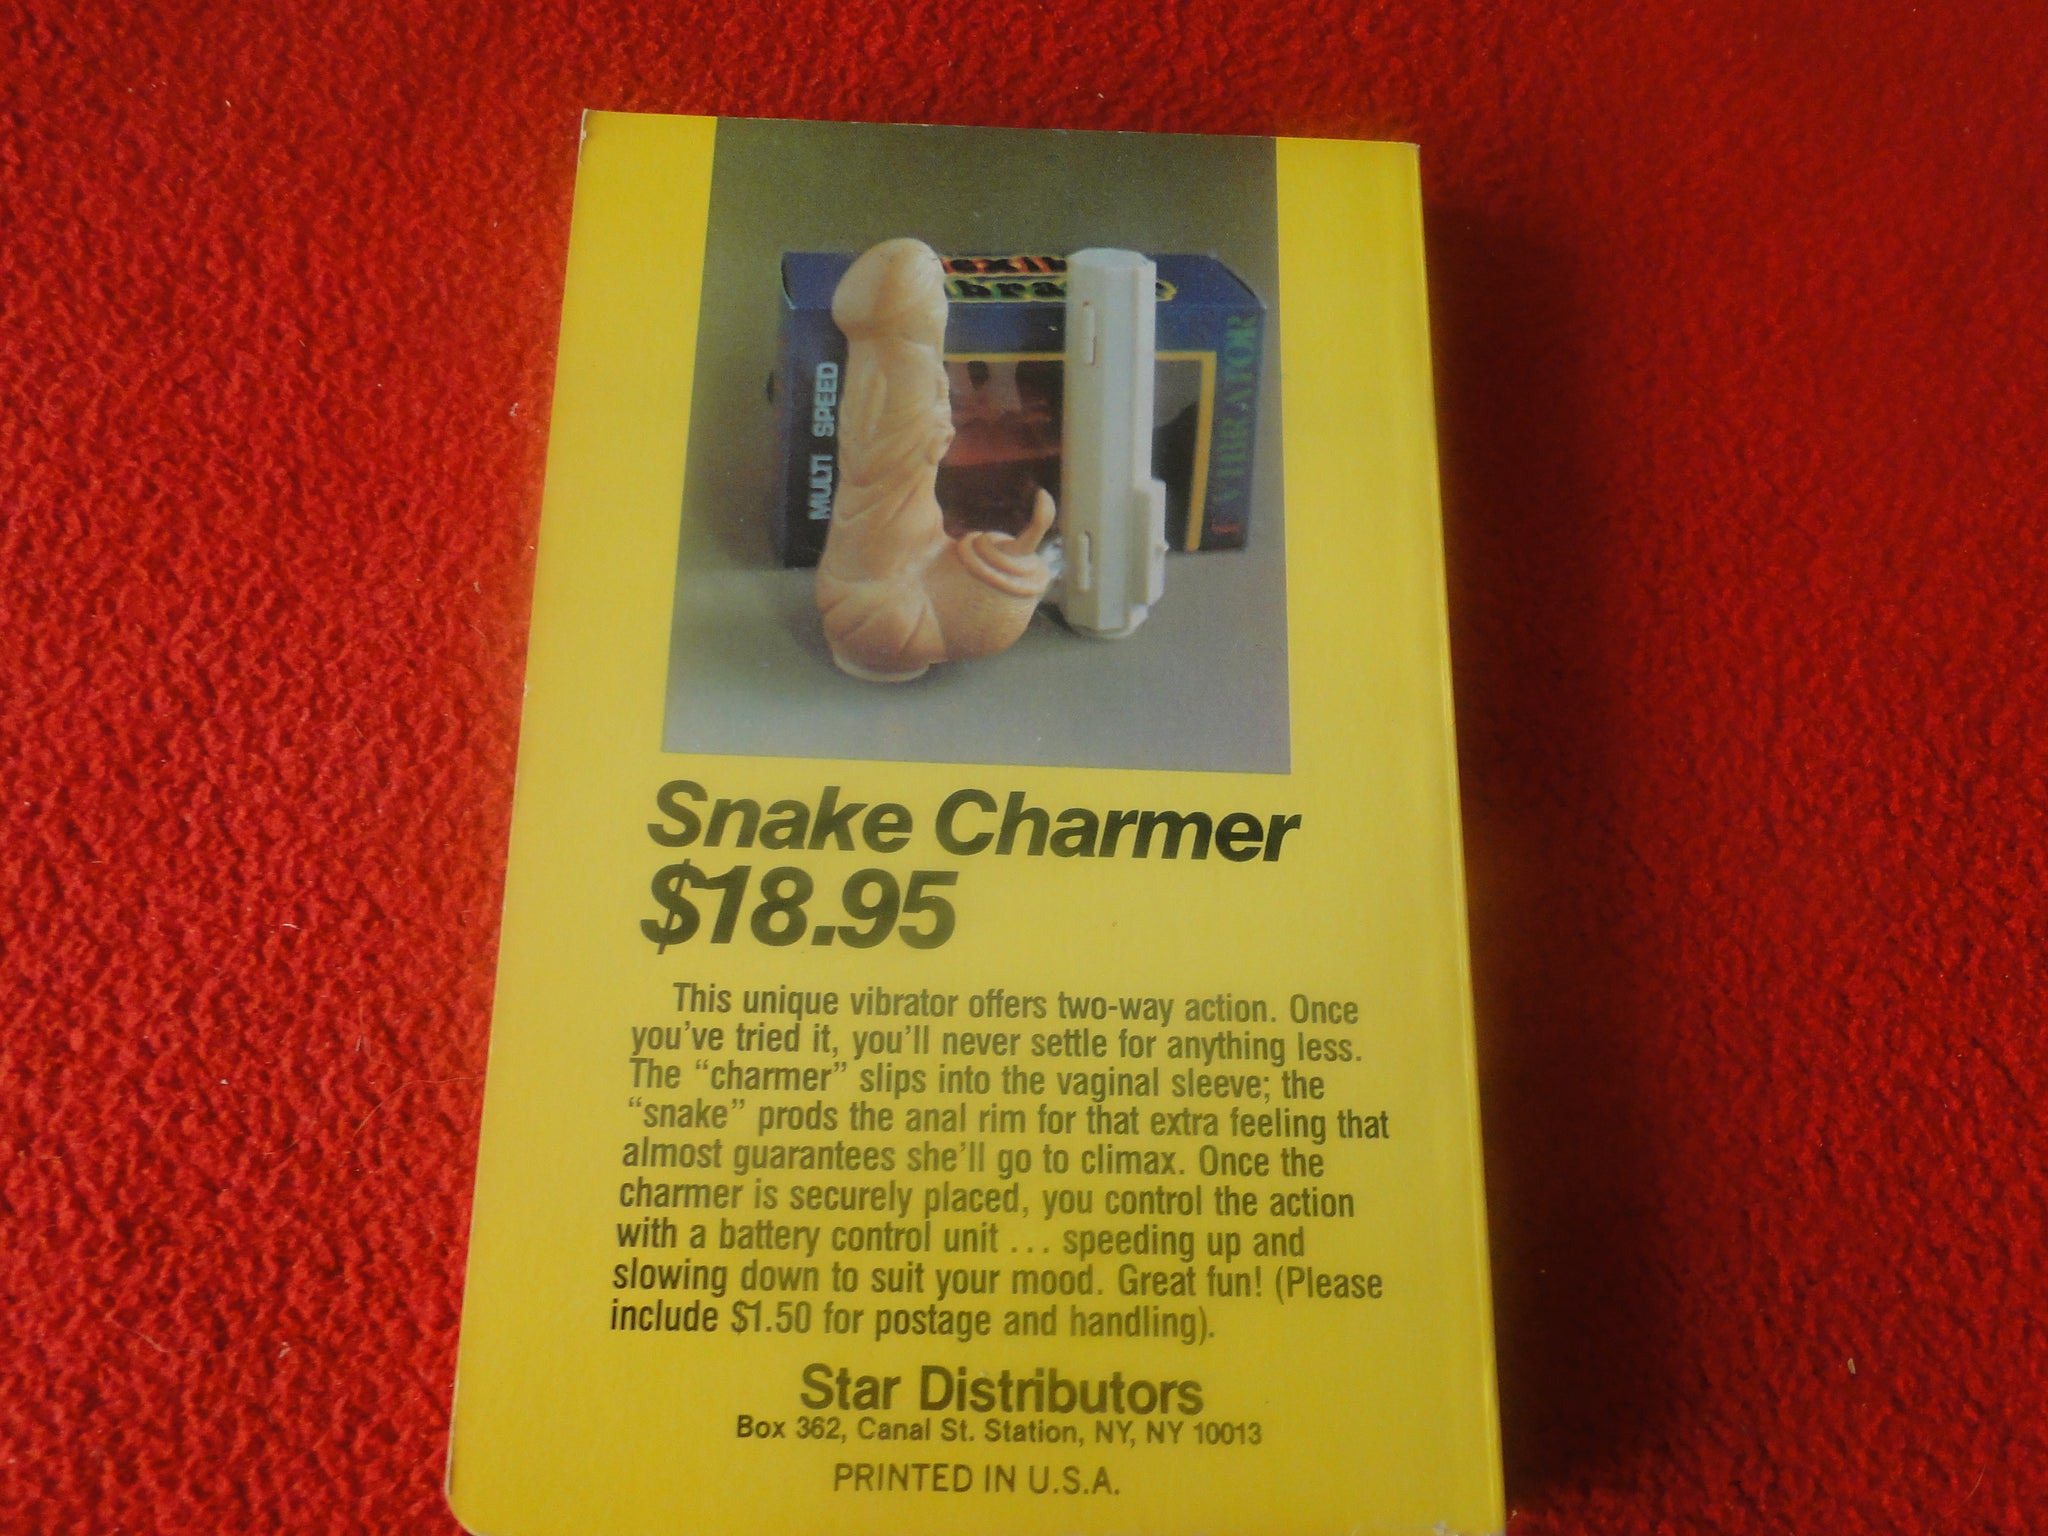 MULTI SPEED
VIBRATOR
Snake Charmer
$18.95
This unique vibrator offers two-way action. Once
you've tried it, you'll never settle for anything less.
The “charmer” slips into the vaginal sleeve; the
“snake” prods the anal rim for that extra feeling that
almost guarantees she'll go to climax. Once the
charmer is securely placed, you control the action
with a battery control unit ... speeding up and
slowing down to suit your mood. Great fun! (Please
include $1.50 for postage and handling).
Star Distributors
Box 362, Canal St. Station, NY, NY 10013
PRINTED IN U.S.A.